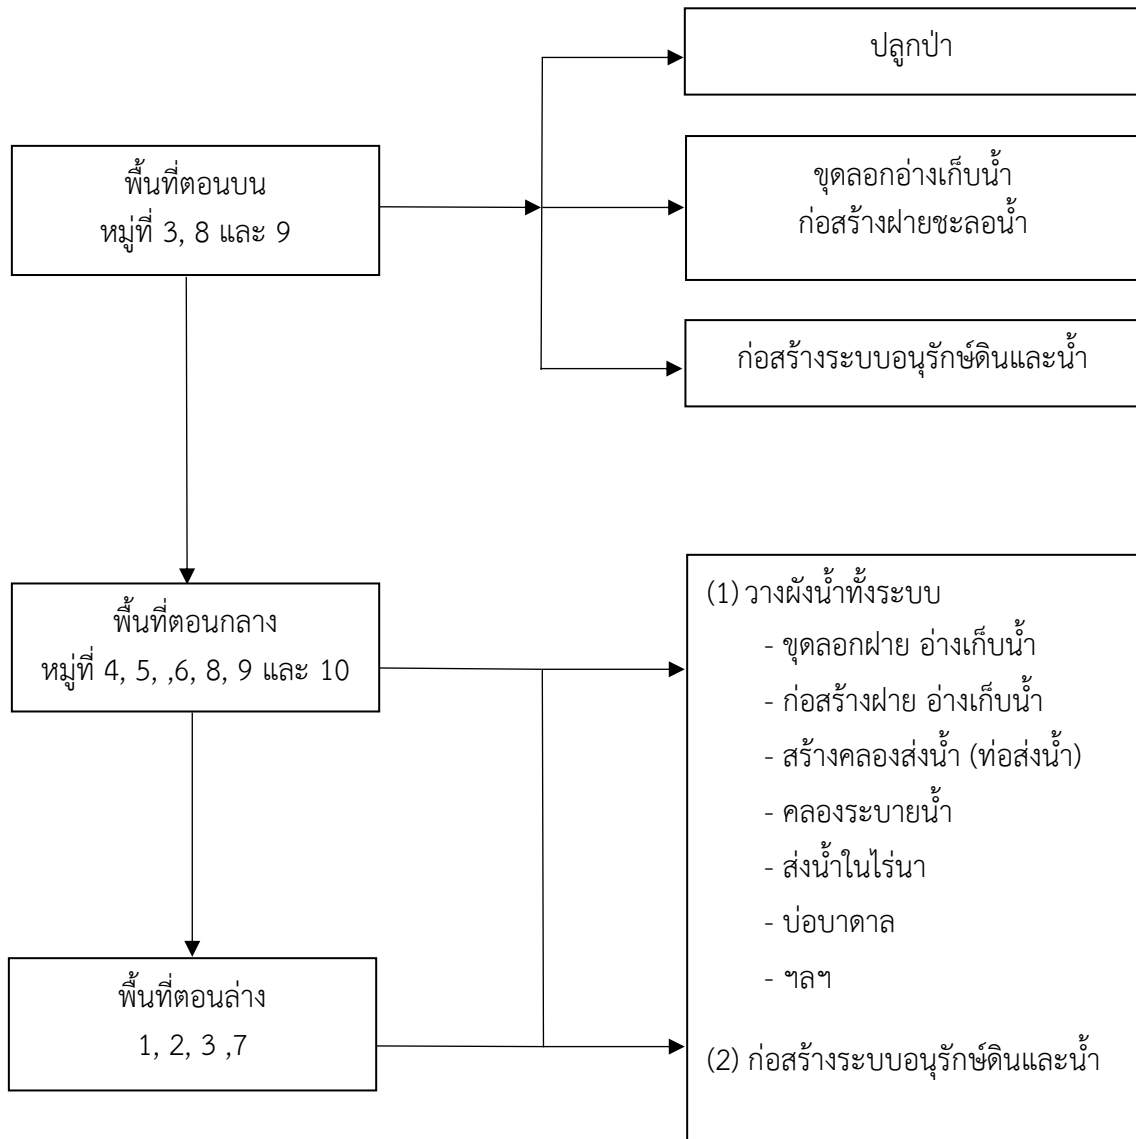 ปลูกป่า
พื้นที่ตอนบน
หมู่ที่ 3, 8 และ 9
ขุดลอกอ่างเก็บน้ำ
ก่อสร้างฝายชะลอน้ำ
ก่อสร้างระบบอนุรักษ์ดินและน้ำ
พื้นที่ตอนกลาง
หมู่ที่ 4, 5, ,6, 8, 9 และ 10
(1) วางผังน้ำทั้งระบบ
- ขุดลอกฝาย อ่างเก็บน้ำ
- ก่อสร้างฝาย อ่างเก็บน้ำ
- สร้างคลองส่งน้ำ (ท่อส่งน้ำ)
- คลองระบายน้ำ
- ส่งน้ำในไร่นา
- บ่อบาดาล
- ฯลฯ
(2) ก่อสร้างระบบอนุรักษ์ดินและน้ำ
พื้นที่ตอนล่าง
1, 2, 3 ,7